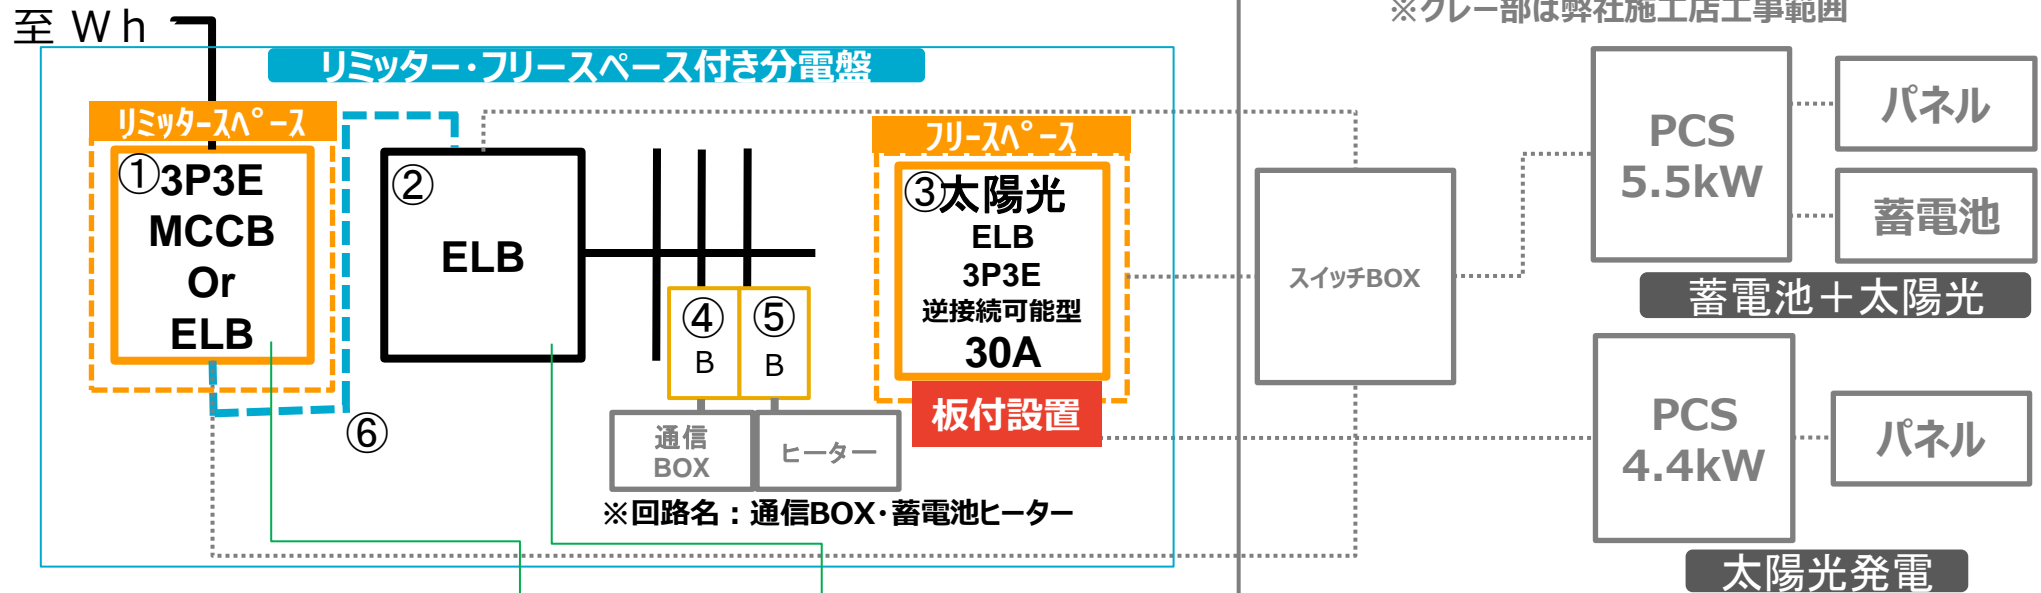 至Ｗｈ
※グレー部は弊社施工店工事範囲
リミッター・フリースペース付き分電盤
リミッタースペース
①3P3E
MCCB
Or
ELB
②
ELB
フリースペース
③太陽光
ELB
3P3E
逆接続可能型
30A
板付設置
④
B
⑤
B
⑥
通信
BOX
ヒーター
※回路名：通信BOX・蓄電池ヒーター
スイッチBOX
PCS
5.5kW
パネル
蓄電池
蓄電池＋太陽光
PCS
4.4kW
パネル
太陽光発電